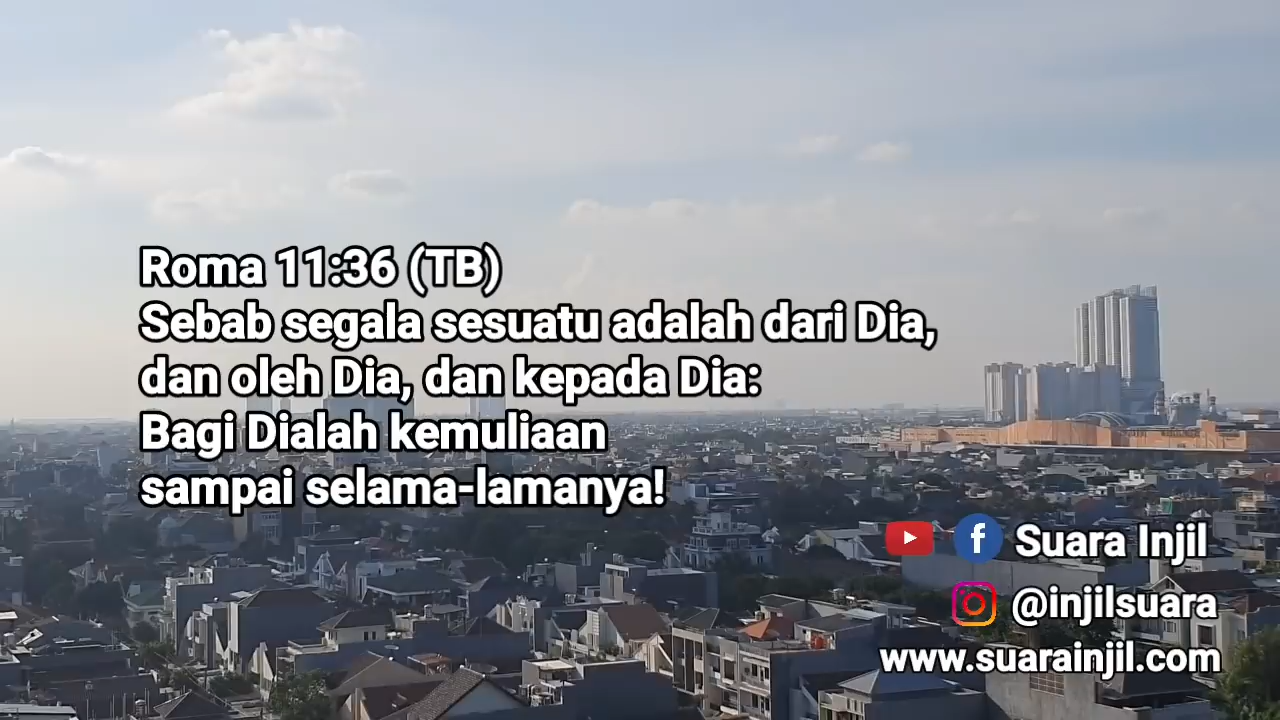 Roma 11:36 (TB)
Sebab segala sesuatu adalah dari Dia,
dan oleh Dia, dan kepada Dia:
Bagi Dialah kemuliaan
sampai selama-lamanya!
Suara Injil
@injilsuara
www.suarainjil.com